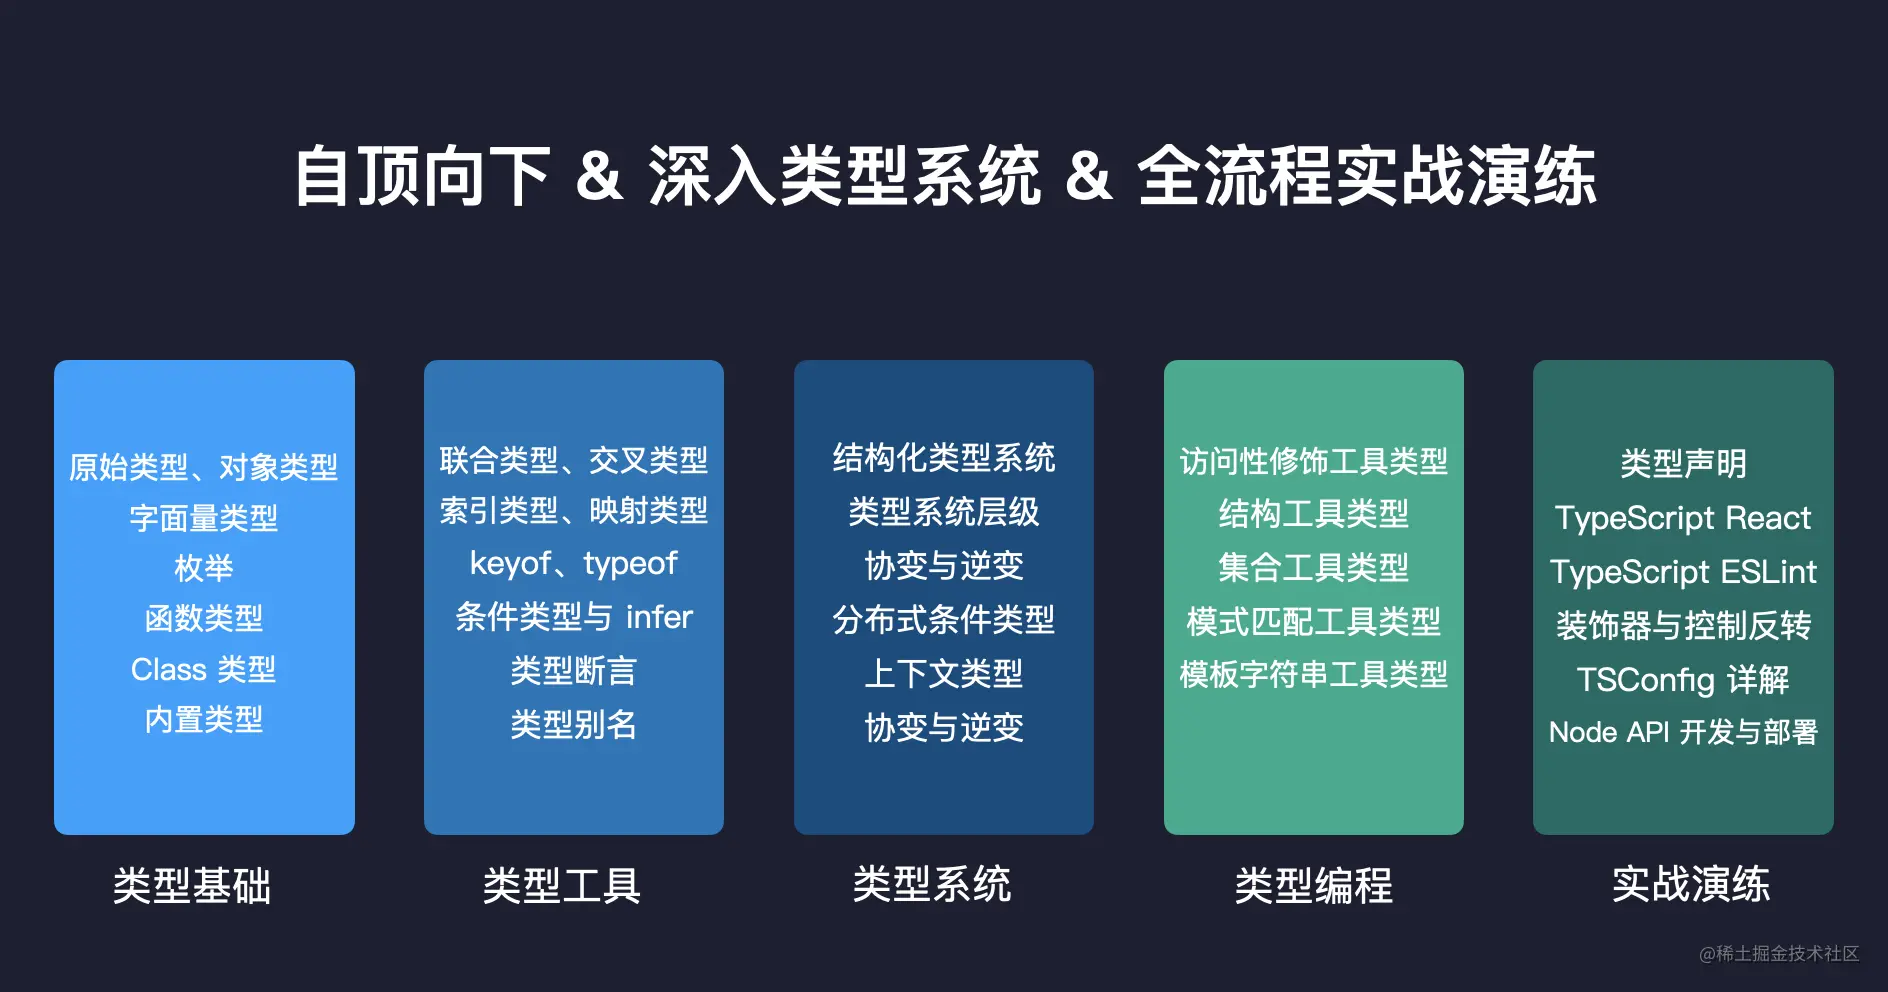 自顶向下 & 深入类型系统 & 全流程实战演练
原始类型、对象类型
字面量类型
枚举
函数类型
Class 类型
内置类型
类型基础
联合类型、交叉类型
索引类型、映射类型
keyof、typeof
条件类型与 infer
类型断言
类型别名
类型工具
结构化类型系统
类型系统层级
协变与逆变
分布式条件类型
上下文类型
协变与逆变
类型系统
访问性修饰工具类型
结构工具类型
集合工具类型
模式匹配工具类型
模板字符串工具类型
类型编程
类型声明
TypeScript React
TypeScript ESLint
装饰器与控制反转
TSConfig 详解
Node API 开发与部署
实战演练
@稀土掘金技术社区